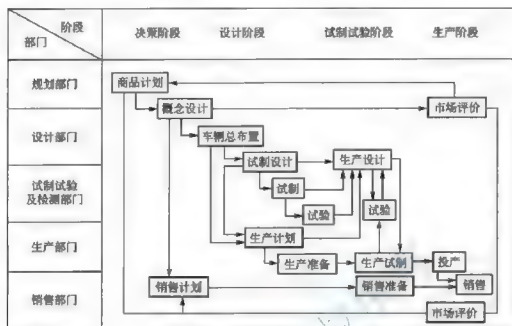 阶段
部门
决策阶段 设计阶段 试制试验阶段 生产阶段
规划部门
商品计划
概念设计
市场评价
设计部门
车辆总布置
试制设计
生产设计
试制试验
及检测部门
试制
试验
试验
生产部门
生产计划
生产准备
生产试制
投产
销售部门
销售计划
销售准备
销售
市场评价